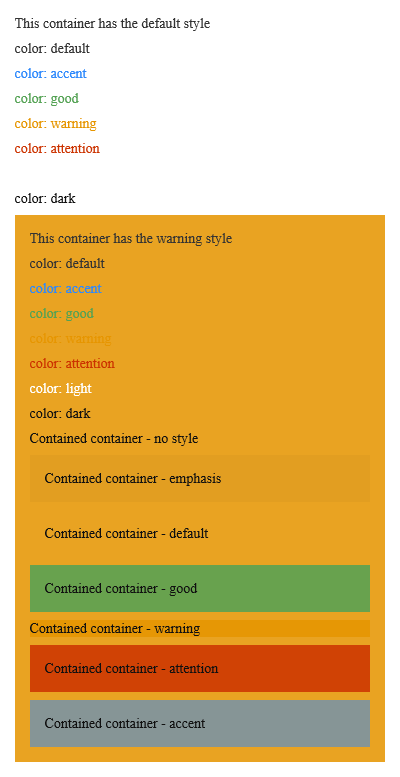 This container has the default style
color: default
color: accent
color: good
color: warning
color: attention
color: dark
This container has the warning style
color: default
color: accent
color: good
color: warning
color: attention
color: light
color: dark
Contained container - no style
Contained container - emphasis
Contained container - default
Contained container - good
Contained container - warning
Contained container - attention
Contained container - accent